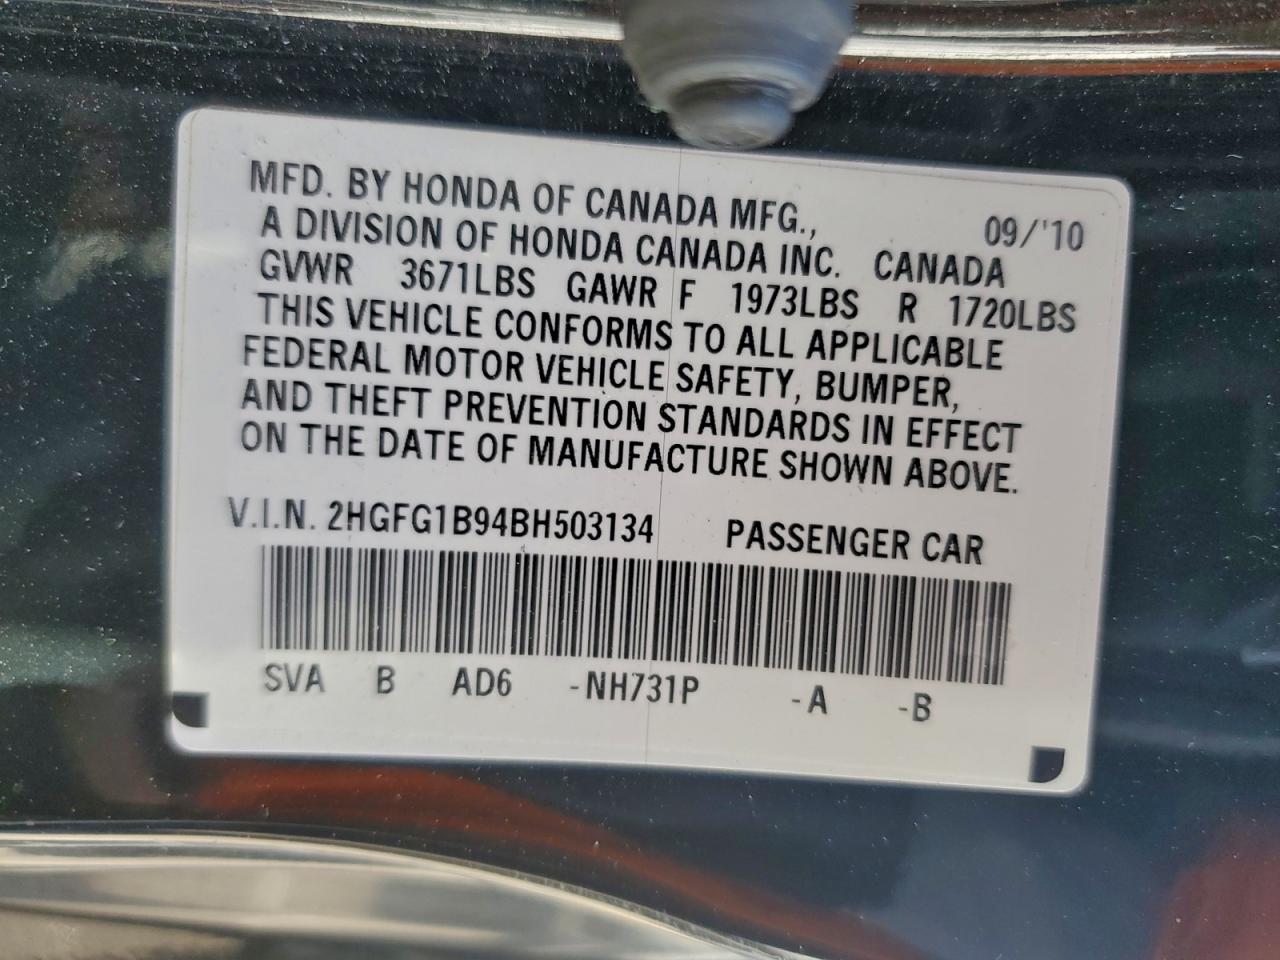 MFD. BY HONDA OF CANADA MFG., 09/'10
A DIVISION OF HONDA CANADA INC. CANADA
GVWR 3671LBS GAWR F 1973LBS R 1720LBS
THIS VEHICLE CONFORMS TO ALL APPLICABLE
FEDERAL MOTOR VEHICLE SAFETY, BUMPER,
AND THEFT PREVENTION STANDARDS IN EFFECT
ON THE DATE OF MANUFACTURE SHOWN ABOVE.
V.I.N. 2HGFG1B94BH503134 PASSENGER CAR
SVA B AD6 -NH731P -A -B